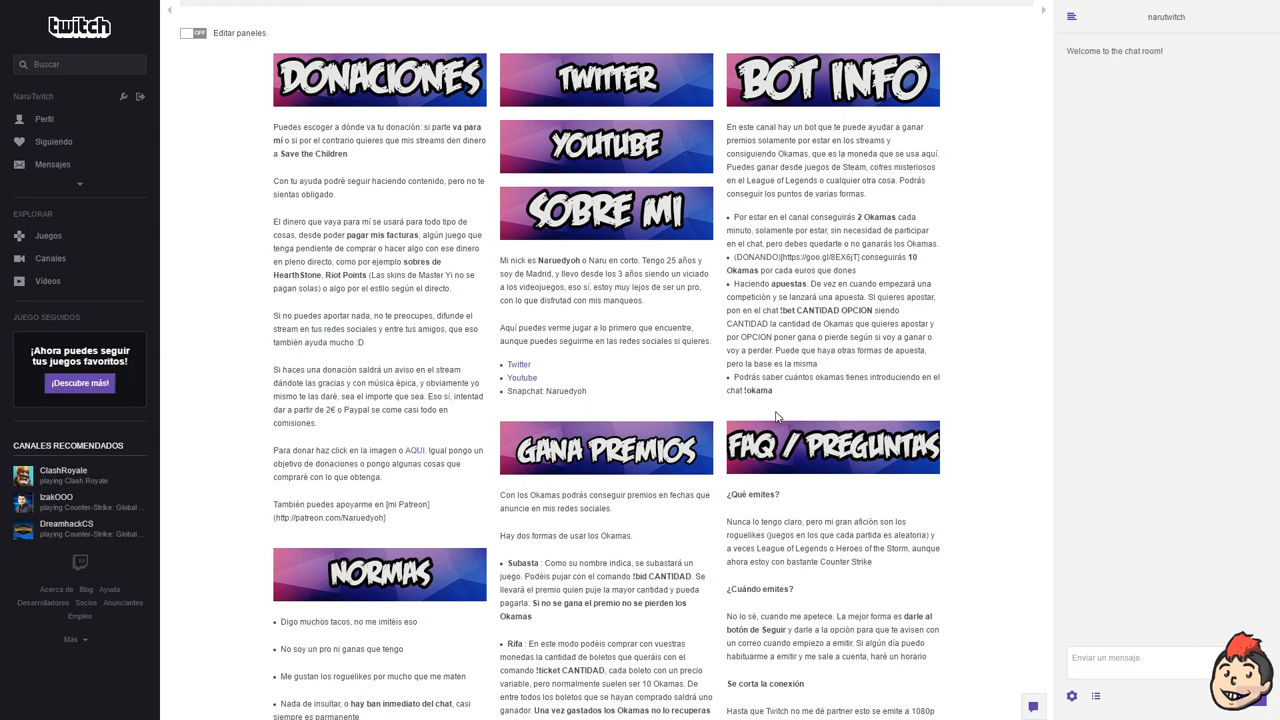 twitch
Buscar
NaruTwitch
Perfil
Siguiendo
Mensajes
EXPLORAR
Juegos
Canales
Vídeos
JUEGO SEGUIDOS
¡Ahora puedes seguir
tus juegos favoritos!
¡Descubre más!
CANALES RECOMENDADOS
ClashRoyale
playing Clash Royale
IzakOOO
playing Counter-Strike: Global ...
DreamhackCS
playing Counter-Strike: Global ...
Acerca de Blog Ayuda
Desarrolladores Socios Anunciantes
Empleo
Más
OFF Editar paneles
DONACIONES
Puedes escoger a dónde va tu donación: si parte va para
mí o si por el contrario quieres que mis streams den dinero
a Save the Children
Con tu ayuda podré seguir haciendo contenido, pero no te
sientas obligado.
El dinero que vaya para mí se usará para todo tipo de
cosas, desde poder pagar mis facturas, algún juego que
tenga pendiente de comprar o hacer algo con ese dinero
en pleno directo, como por ejemplo sobres de
HearthStone, Riot Points (Las skins de Master Yi no se
pagan solas) o algo por el estilo según el directo.
Si no puedes aportar nada, no te preocupes, difunde el
stream en tus redes sociales y entre tus amigos, que eso
también ayuda mucho :D
Si haces una donación saldrá un aviso en el stream
dándote las gracias y con música épica, y obviamente yo
mismo te las daré, sea el importe que sea. Eso sí, intentad
dar a partir de 2€ o Paypal se come casi todo en
comisiones.
Para donar haz click en la imagen o AQUI. Igual pongo un
objetivo de donaciones o pongo algunas cosas que
compraré con lo que obtenga.
También puedes apoyarme en [mi Patreon]
(http://patreon.com/Naruedyoh]
NORMAS
• Digo muchos tacos, no me imitéis eso
• No soy un pro ni ganas que tengo
• Me gustan los roguelikes por mucho que me maten
• Nada de insultar, o hay ban inmediato del chat, casi
siempre es parmanente
TWITTER
YOUTUBE
SOBRE MI
Mi nick es Naruedyoh o Naru en corto. Tengo 25 años y
soy de Madrid, y llevo desde los 3 años siendo un viciado
a los videojuegos, eso sí, estoy muy lejos de ser un pro,
con lo que disfrutad con mis manqueos.
Aquí puedes verme jugar a lo primero que encuentre,
aunque puedes seguirme en las redes sociales si quieres.
• Twitter
• Youtube
• Snapchat: Naruedyoh
GANA PREMIOS
Con los Okamas podrás conseguir premios en fechas que
anuncie en mis redes sociales.
Hay dos formas de usar los Okamas.
• Subasta : Como su nombre indica, se subastará un
juego. Podéis pujar con el comando !bid CANTIDAD. Se
llevará el premio quien puje la mayor cantidad y pueda
pagarla. Si no se gana el premio no se pierden los
Okamas
• Rifa : En este modo podéis comprar con vuestras
monedas la cantidad de boletos que queráis con el
comando !ticket CANTIDAD, cada boleto con un precio
variable, pero normalmente suelen ser 10 Okamas. De
entre todos los boletos que se hayan comprado saldrá uno
ganador. Una vez gastados los Okamas no lo recuperas
BOT INFO
En este canal hay un bot que te puede ayudar a ganar
premios solamente por estar en los streams y
consiguiendo Okamas, que es la moneda que se usa aquí.
Puedes ganar desde juegos de Steam, cofres misteriosos
en el League of Legends o cualquier otra cosa. Podrás
conseguir los puntos de varias formas.
• Por estar en el canal conseguirás 2 Okamas cada
minuto, solamente por estar, sin necesidad de participar
en el chat, pero debes quedarte o no ganarás los Okamas.
• (DONANDO)[https://goo.gl/8EX6jT] conseguirás 10
Okamas por cada euros que dones
• Haciendo apuestas. De vez en cuando empezará una
competición y se lanzará una apuesta. SI quieres apostar,
pon en el chat !bet CANTIDAD OPCION siendo
CANTIDAD la cantidad de Okamas que quieres apostar y
por OPCION poner gana o pierde según si voy a ganar o
voy a perder. Puede que haya otras formas de apuesta,
pero la base es la misma
• Podrás saber cuántos okamas tienes introduciendo en el
chat !okama
FAQ / PREGUNTAS
¿Qué emites?
Nunca lo tengo claro, pero mi gran afición son los
roguelikes (juegos en los que cada partida es aleatoria) y
a veces League of Legends o Heroes of the Storm, aunque
ahora estoy con bastante Counter Strike
¿Cuándo emites?
No lo sé, cuando me apetece. La mejor forma es darle al
botón de Seguir y darle a la opción para que te avisen con
un correo cuando empiezo a emitir. Si algún día puedo
habituarme a emitir y me sale a cuenta, haré un horario
Se corta la conexión
Hasta que Twitch no me dé partner esto se emite a 1080p
narutwitch
Welcome to the chat room!
Enviar un mensaje